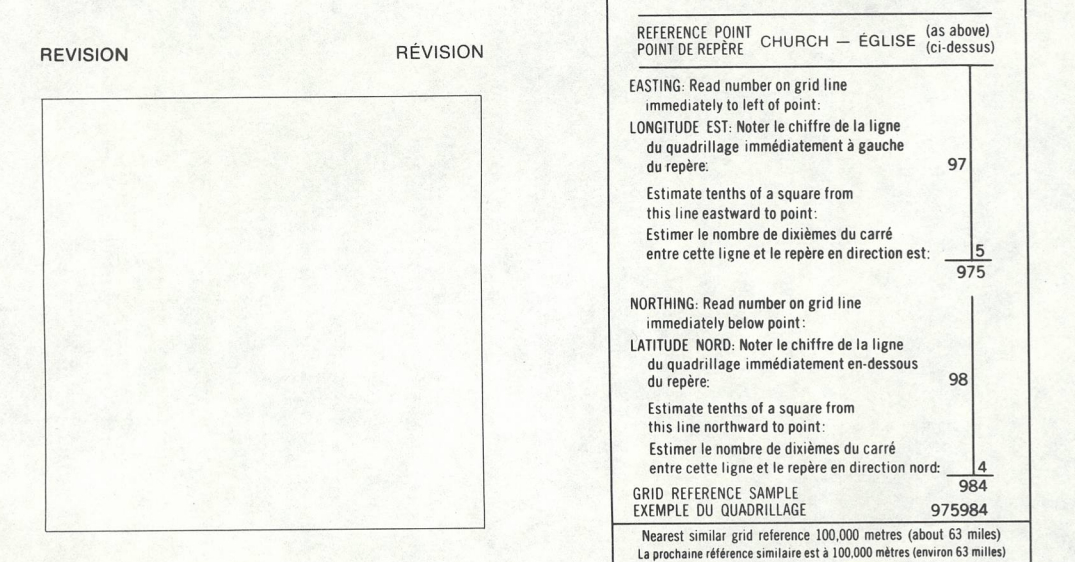 REVISION RÉVISION
REFERENCE POINT
POINT DE REPÈRE CHURCH — ÉGLISE (as above)
(ci-dessus)
EASTING: Read number on grid line
immediately to left of point:
LONGITUDE EST: Noter le chiffre de la ligne
du quadrillage immédiatement à gauche
du repère: 97
Estimate tenths of a square from
this line eastward to point:
Estimer le nombre de dixièmes du carré
entre cette ligne et le repère en direction est: 5
975
NORTHING: Read number on grid line
immediately below point:
LATITUDE NORD: Noter le chiffre de la ligne
du quadrillage immédiatement en-dessous
du repère: 98
Estimate tenths of a square from
this line northward to point:
Estimer le nombre de dixièmes du carré
entre cette ligne et le repère en direction nord: 4
984
GRID REFERENCE SAMPLE
EXEMPLE DU QUADRILLAGE 975984
Nearest similar grid reference 100,000 metres (about 63 miles)
La prochaine référence similaire est à 100,000 mètres (environ 63 milles)